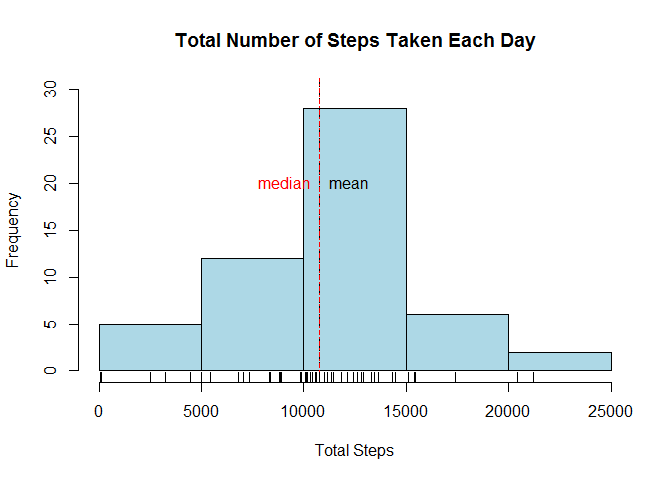 Total Number of Steps Taken Each Day
Frequency
30
25
20
15
10
5
0
median mean
0 5000 10000 15000 20000 25000
Total Steps